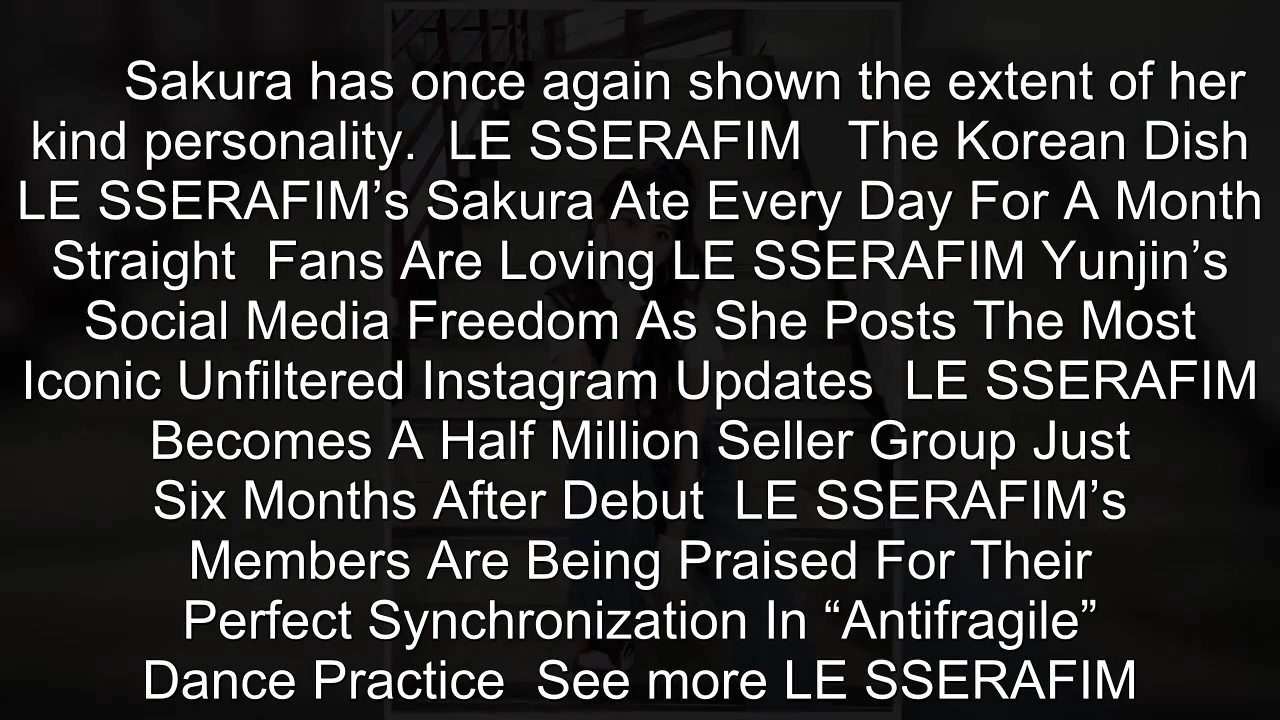 Sakura has once again shown the extent of her
kind personality. LE SSERAFIM The Korean Dish
LE SSERAFIM’s Sakura Ate Every Day For A Month
Straight Fans Are Loving LE SSERAFIM Yunjin’s
Social Media Freedom As She Posts The Most
Iconic Unfiltered Instagram Updates LE SSERAFIM
Becomes A Half Million Seller Group Just
Six Months After Debut LE SSERAFIM’s
Members Are Being Praised For Their
Perfect Synchronization In “Antifragile”
Dance Practice See more LE SSERAFIM